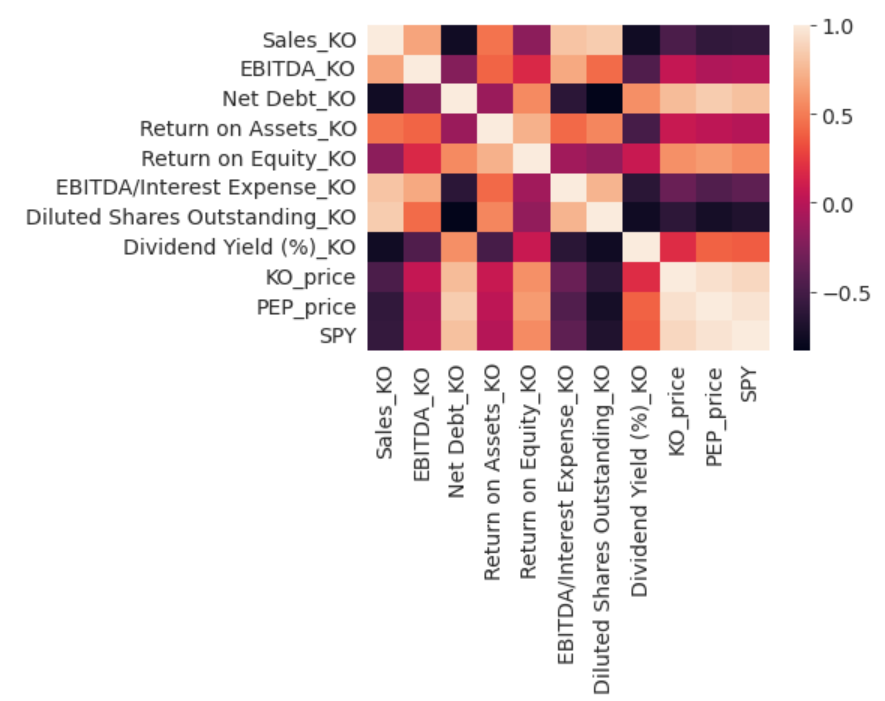 Sales_KO
EBITDA_KO
Net Debt_KO
Return on Assets_KO
Return on Equity_KO
EBITDA/Interest Expense_KO
Diluted Shares Outstanding_KO
Dividend Yield (%)_KO
KO_price
PEP_price
SPY
1.0
0.5
0.0
−0.5
Sales_KO
EBITDA_KO
Net Debt_KO
Return on Assets_KO
Return on Equity_KO
EBITDA/Interest Expense_KO
Diluted Shares Outstanding_KO
Dividend Yield (%)_KO
KO_price
PEP_price
SPY